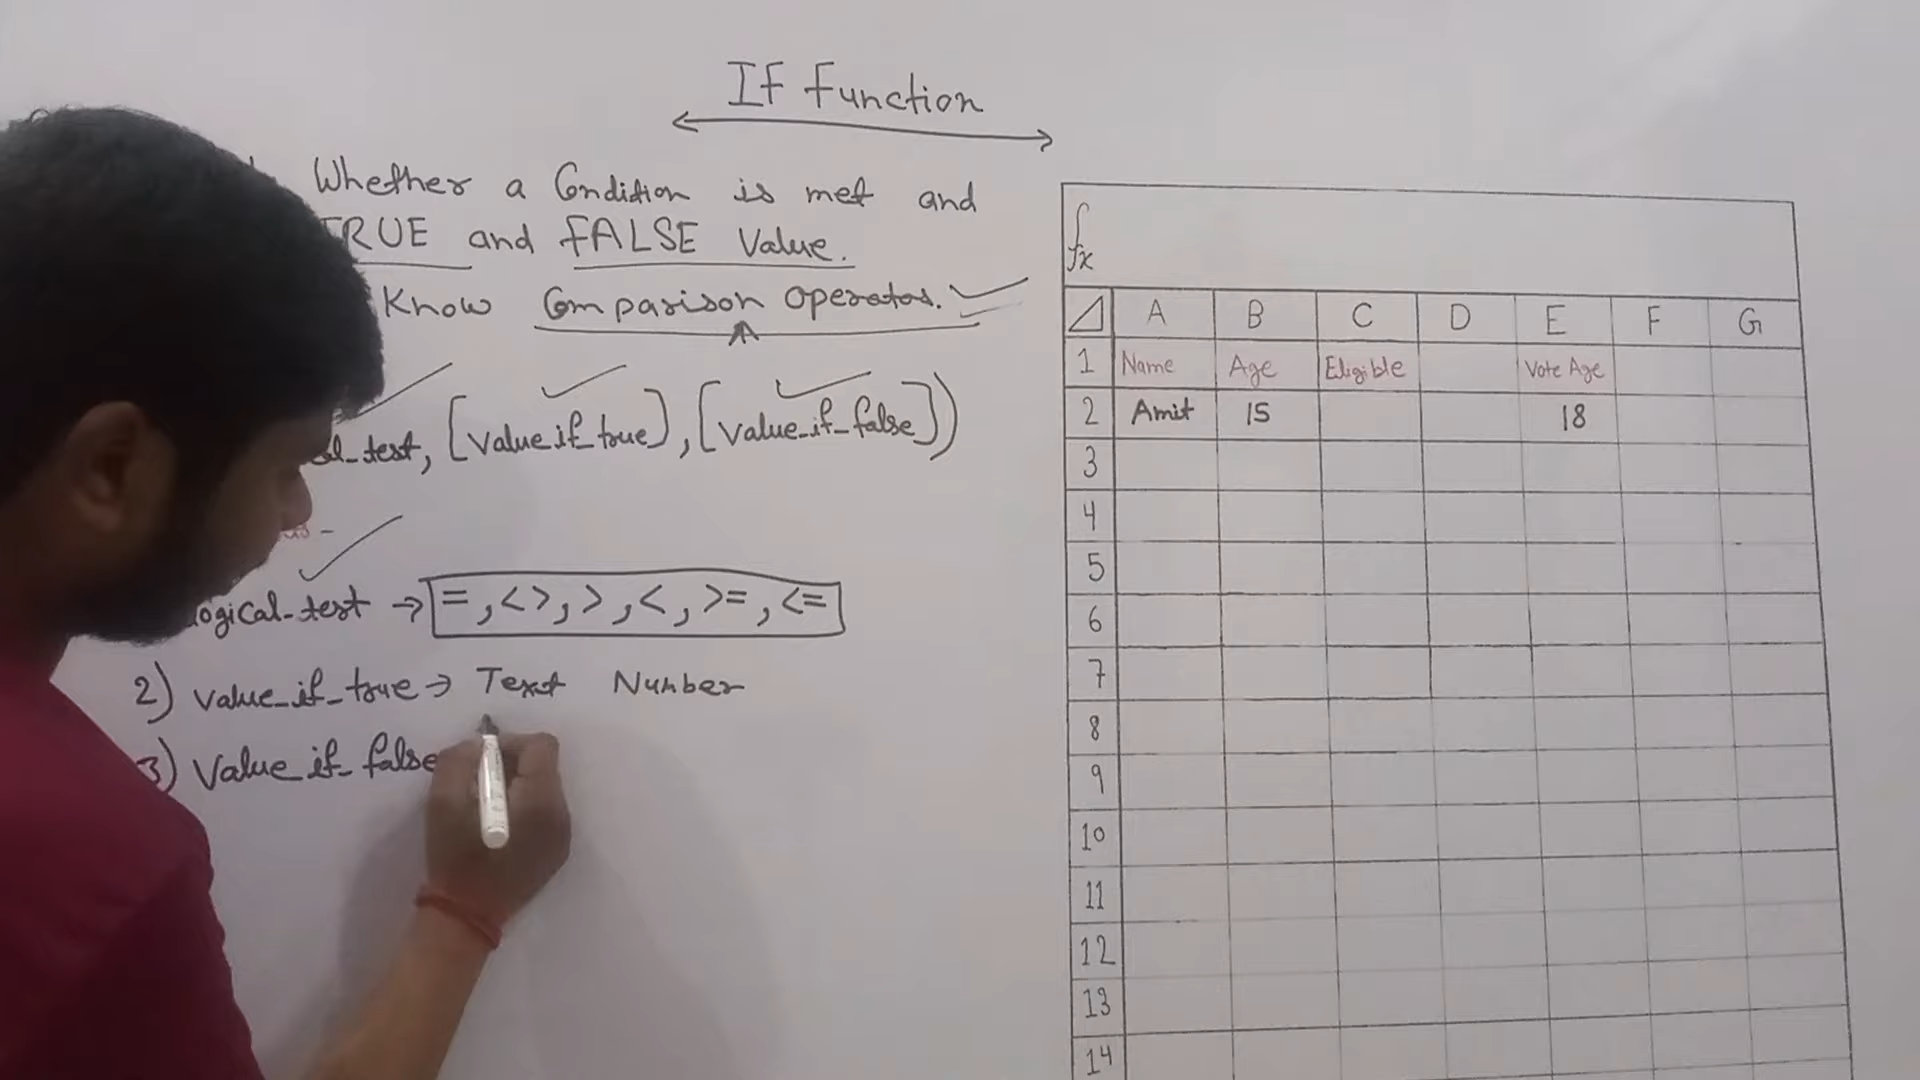 If Function
Whether a Condition is met and
TRUE and FALSE Value.
Know Comparison Operators.
_test, [value_if_true], [value_if_false])
logical_test → =, <>, >, <, >=, <=
2) value_if_true → Text Number
3) Value_if_false
fx
A B C D E F G
1 Name Age Eligible Vote Age
2 Amit 15 18
3
4
5
6
7
8
9
10
11
12
13
14